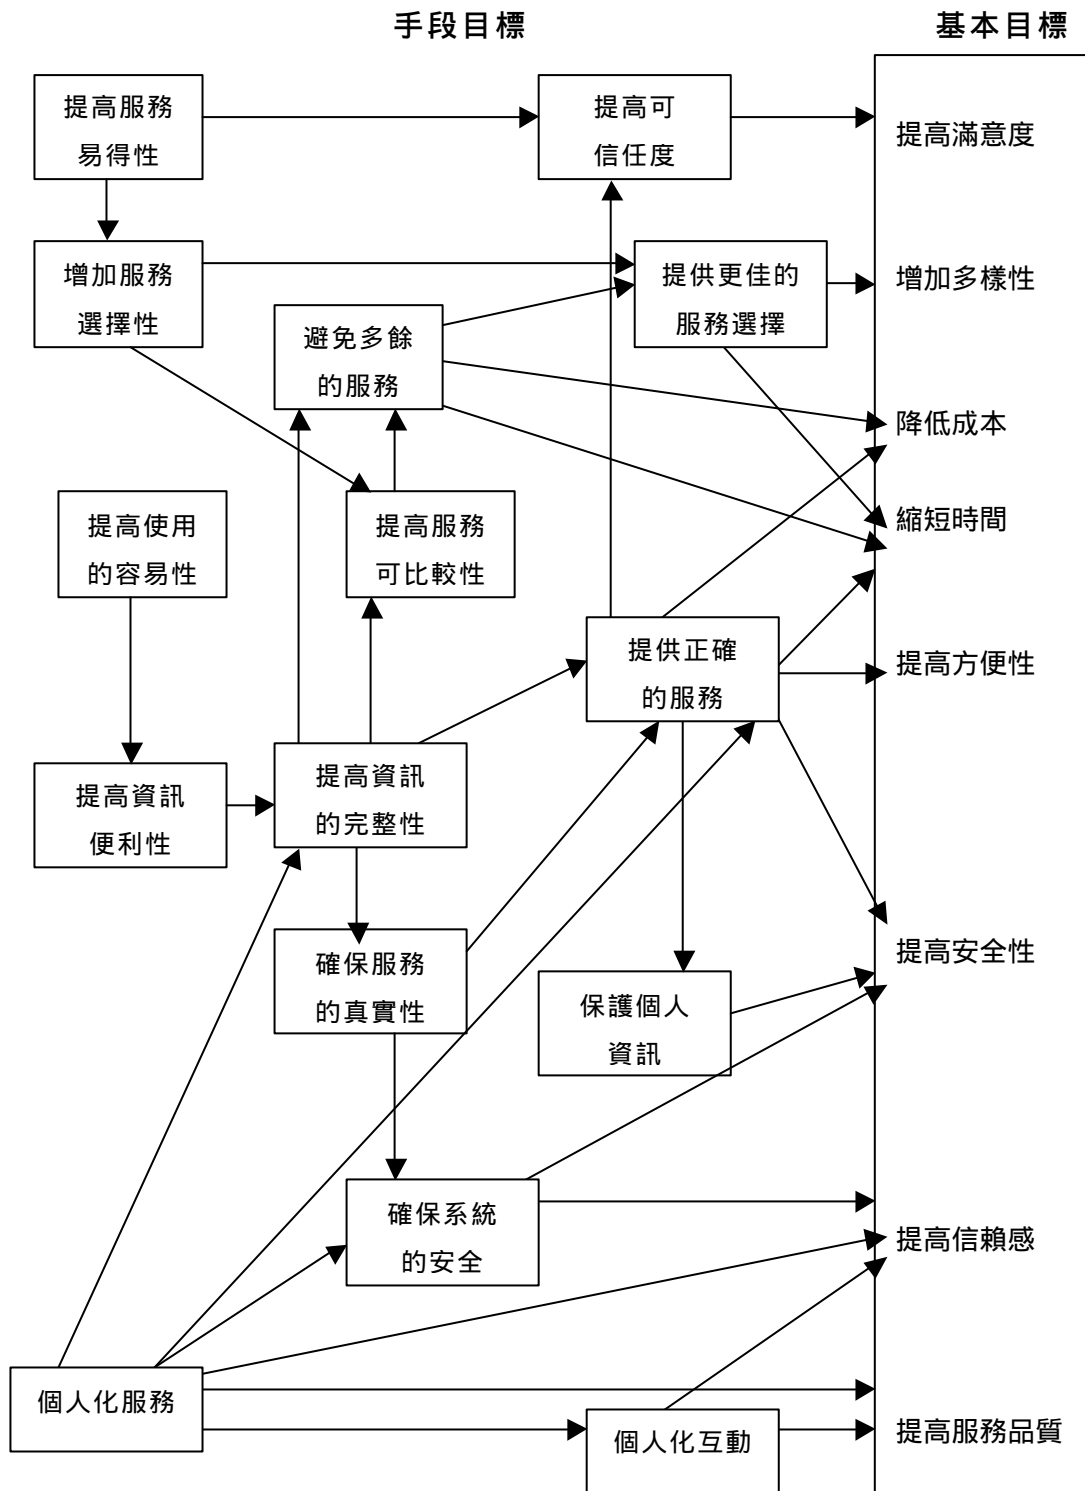 手段目標
基本目標
提高服務
易得性
提高可
信任度
提高滿意度
增加服務
選擇性
提供更佳的
服務選擇
增加多樣性
避免多餘
的服務
降低成本
提高使用
的容易性
提高服務
可比較性
縮短時間
提供正確
的服務
提高方便性
提高資訊
便利性
提高資訊
的完整性
確保服務
的真實性
保護個人
資訊
提高安全性
確保系統
的安全
提高信賴感
個人化服務
個人化互動
提高服務品質